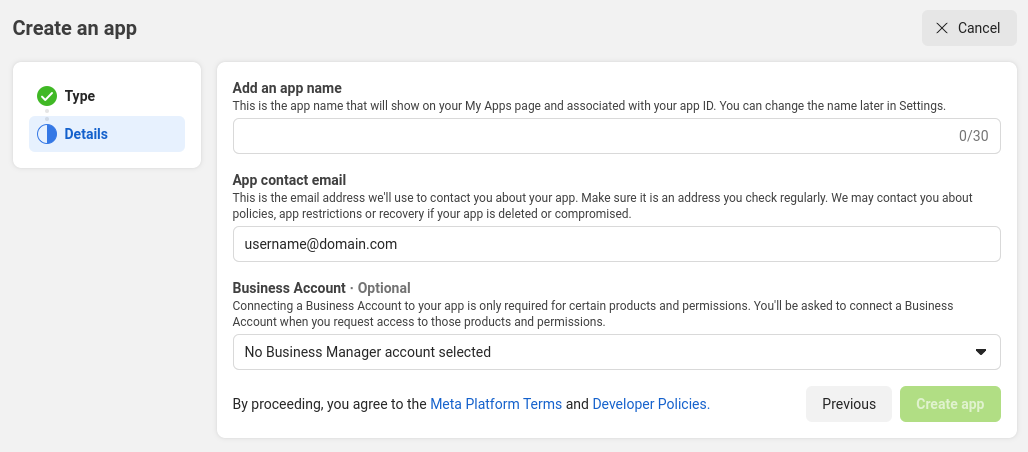 Create an app
Cancel
Type
Details
Add an app name
This is the app name that will show on your My Apps page and associated with your app ID. You can change the name later in Settings.
0/30
App contact email
This is the email address we'll use to contact you about your app. Make sure it is an address you check regularly. We may contact you about
policies, app restrictions or recovery if your app is deleted or compromised.
username@domain.com
Business Account · Optional
Connecting a Business Account to your app is only required for certain products and permissions. You'll be asked to connect a Business
Account when you request access to those products and permissions.
No Business Manager account selected
By proceeding, you agree to the Meta Platform Terms and Developer Policies.
Previous
Create app